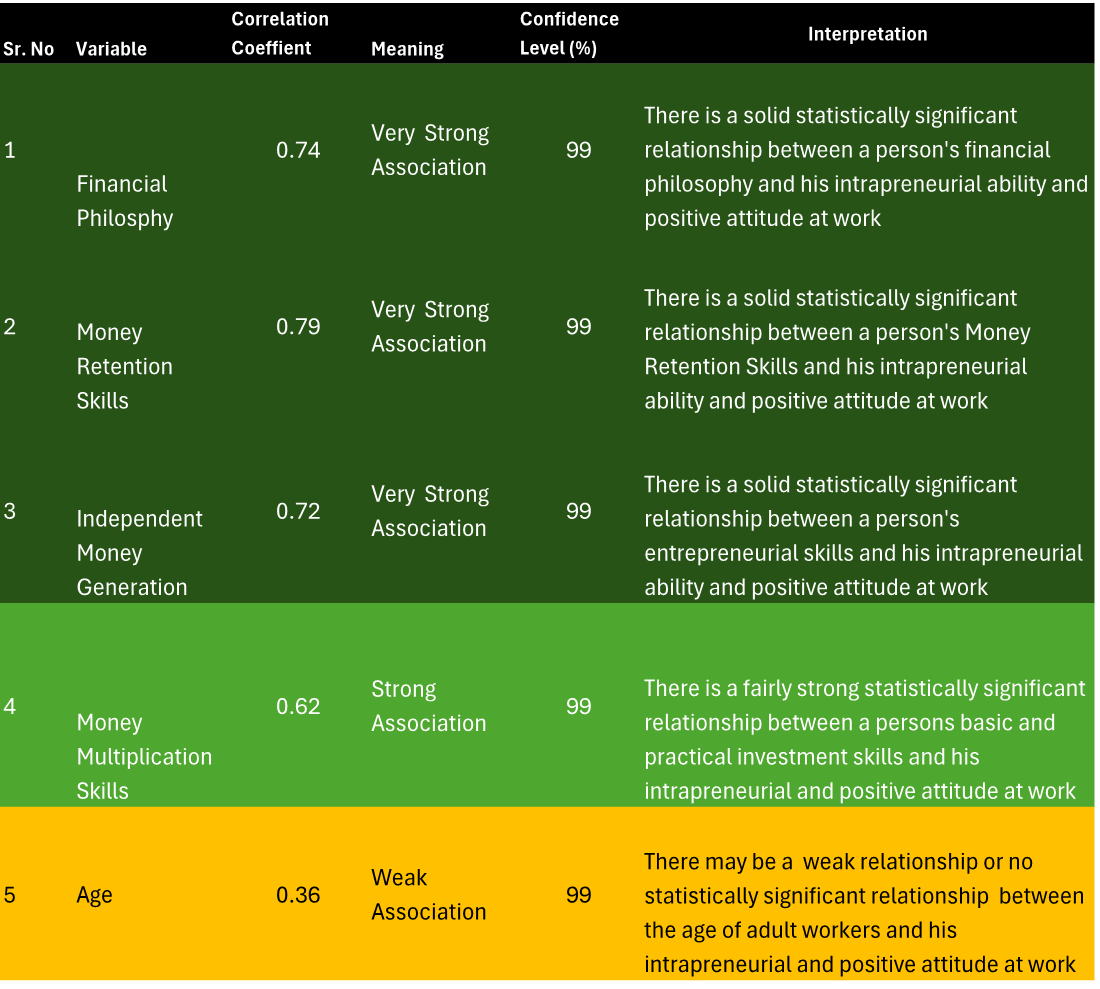 Sr. No Variable Correlation Coeffient Meaning Confidence Level (%) Interpretation
1
Financial
Philosphy
0.74
Very  Strong
Association
99
There is a solid statistically significant
relationship between a person's financial
philosophy and his intrapreneurial ability and
positive attitude at work
2
Money
Retention
Skills
0.79
Very  Strong
Association
99
There is a solid statistically significant
relationship between a person's Money
Retention Skills and his intrapreneurial
ability and positive attitude at work
3
Independent
Money
Generation
0.72
Very  Strong
Association
99
There is a solid statistically significant
relationship between a person's
entrepreneurial skills and his intrapreneurial
ability and positive attitude at work
4
Money
Multiplication
Skills
0.62
Strong
Association
99
There is a fairly strong statistically significant
relationship between a persons basic and
practical investment skills and his
intrapreneurial and positive attitude at work
5
Age
0.36
Weak
Association
99
There may be a  weak relationship or no
statistically significant relationship  between
the age of adult workers and his
intrapreneurial and positive attitude at work